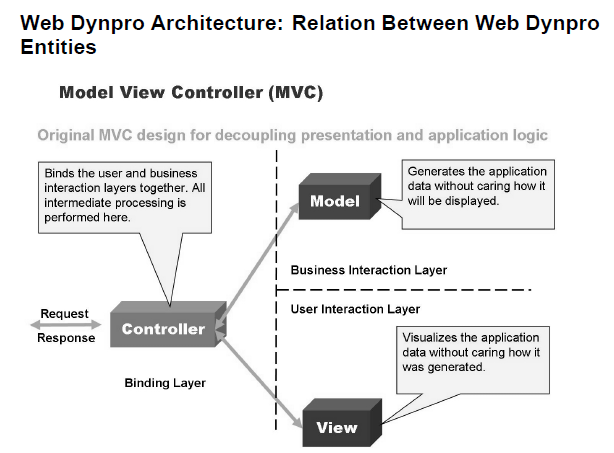 Web Dynpro Architecture: Relation Between Web Dynpro
Entities
Model View Controller (MVC)
Original MVC design for decoupling presentation and application logic
Binds the user and business
interaction layers together. All
intermediate processing is
performed here.
Generates the application
data without caring how it
will be displayed.
Model
Business Interaction Layer
User Interaction Layer
Request
Response
Controller
Binding Layer
Visualizes the application
data without caring how it
was generated.
View